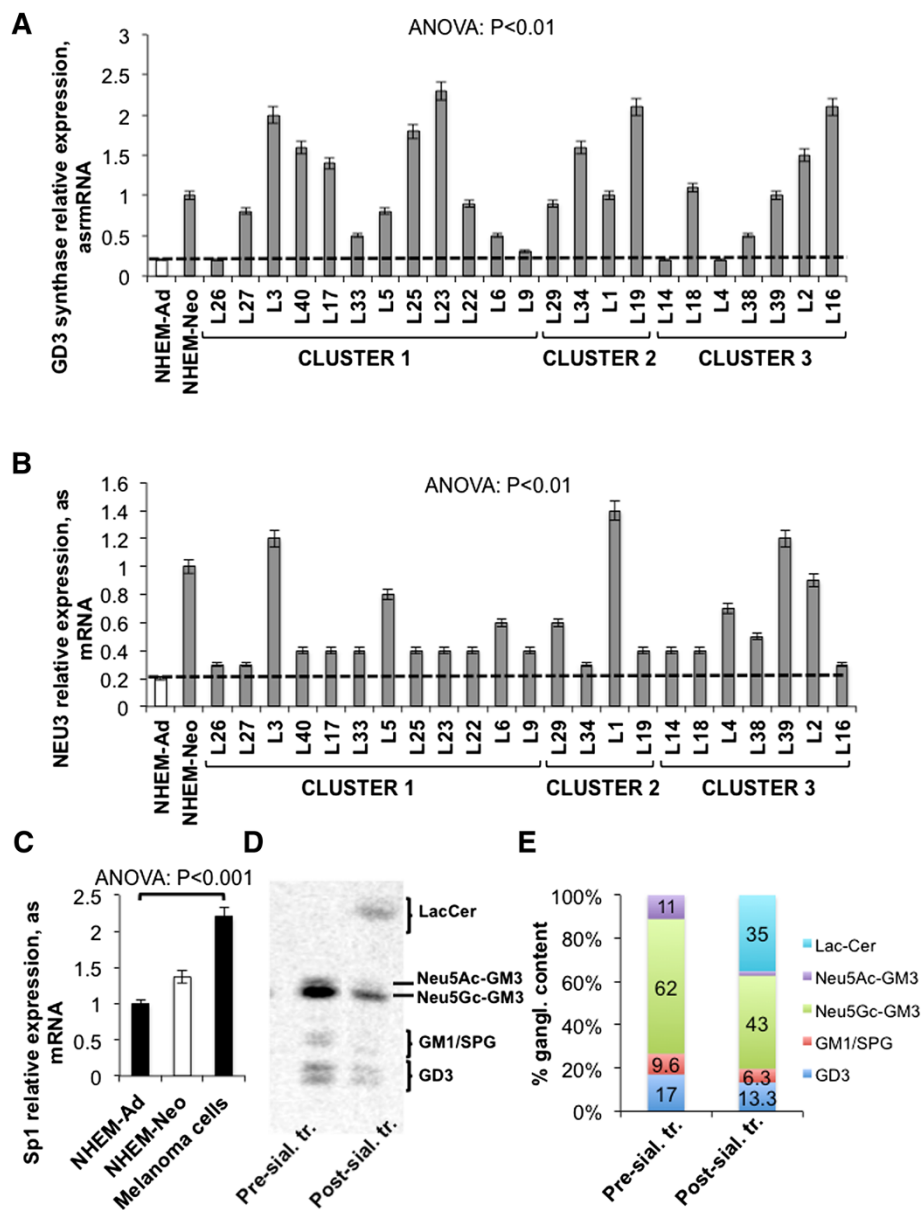 A
ANOVA: P<0.01
GD3 synthase relative expression,
asrmRNA
3
2.5
2
1.5
1
0.5
0
NHEM-Ad
NHEM-Neo
L26
L27
L3
L40
L17
L33
L5
L25
L23
L22
L6
L9
L29
L34
L1
L19
L14
L18
L4
L38
L39
L2
L16
CLUSTER 1
CLUSTER 2
CLUSTER 3
B
ANOVA: P<0.01
NEU3 relative expression, as
mRNA
1.6
1.4
1.2
1
0.8
0.6
0.4
0.2
0
NHEM-Ad
NHEM-Neo
L26
L27
L3
L40
L17
L33
L5
L25
L23
L22
L6
L9
L29
L34
L1
L19
L14
L18
L4
L38
L39
L2
L16
CLUSTER 1
CLUSTER 2
CLUSTER 3
C
ANOVA: P<0.001
Sp1 relative expression, as
mRNA
2.5
2
1.5
1
0.5
0
NHEM-Ad
NHEM-Neo
Melanoma cells
D
LacCer
Neu5Ac-GM3
Neu5Gc-GM3
GM1/SPG
GD3
Pre-sial. tr.
Post-sial. tr.
E
% gangl. content
100%
80%
60%
40%
20%
0%
11
62
9.6
17
35
43
6.3
13.3
Pre-sial. tr.
Post-sial. tr.
Lac-Cer
Neu5Ac-GM3
Neu5Gc-GM3
GM1/SPG
GD3